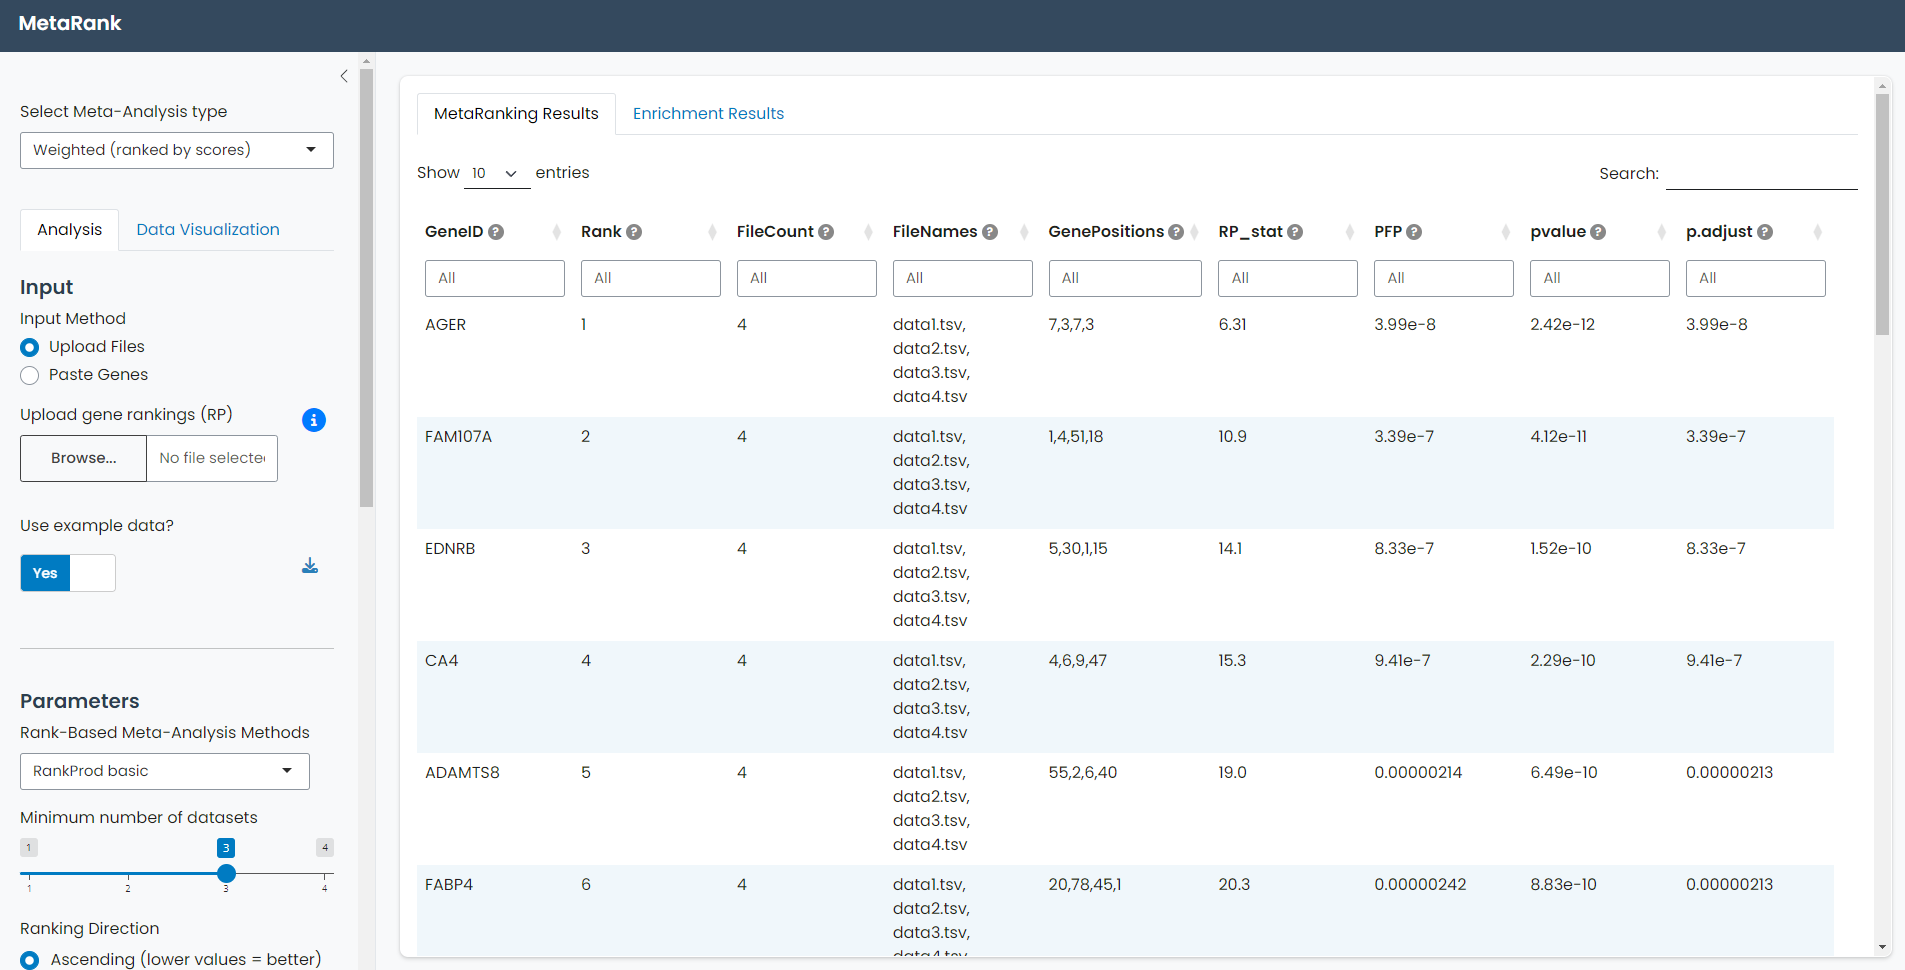 MetaRank
Select Meta-Analysis type
Weighted (ranked by scores)
Analysis Data Visualization
Input
Input Method
Upload Files
Paste Genes
Upload gene rankings (RP)
Browse... No file selected
Use example data?
Yes
Parameters
Rank-Based Meta-Analysis Methods
RankProd basic
Minimum number of datasets
1 3 4
1 2 3 4
Ranking Direction
Ascending (lower values = better)
MetaRanking Results Enrichment Results
Show 10 entries Search:
GeneID Rank FileCount FileNames GenePositions RP_stat PFP pvalue p.adjust
All All All All All All All All All
AGER 1 4 data1.tsv, 7,3,7,3 6.31 3.99e-8 2.42e-12 3.99e-8
data2.tsv,
data3.tsv,
data4.tsv
FAM107A 2 4 data1.tsv, 1,4,51,18 10.9 3.39e-7 4.12e-11 3.39e-7
data2.tsv,
data3.tsv,
data4.tsv
EDNRB 3 4 data1.tsv, 5,30,1,15 14.1 8.33e-7 1.52e-10 8.33e-7
data2.tsv,
data3.tsv,
data4.tsv
CA4 4 4 data1.tsv, 4,6,9,47 15.3 9.41e-7 2.29e-10 9.41e-7
data2.tsv,
data3.tsv,
data4.tsv
ADAMTS8 5 4 data1.tsv, 55,2,6,40 19.0 0.00000214 6.49e-10 0.00000213
data2.tsv,
data3.tsv,
data4.tsv
FABP4 6 4 data1.tsv, 20,78,45,1 20.3 0.00000242 8.83e-10 0.00000213
data2.tsv,
data3.tsv,
data4.tsv